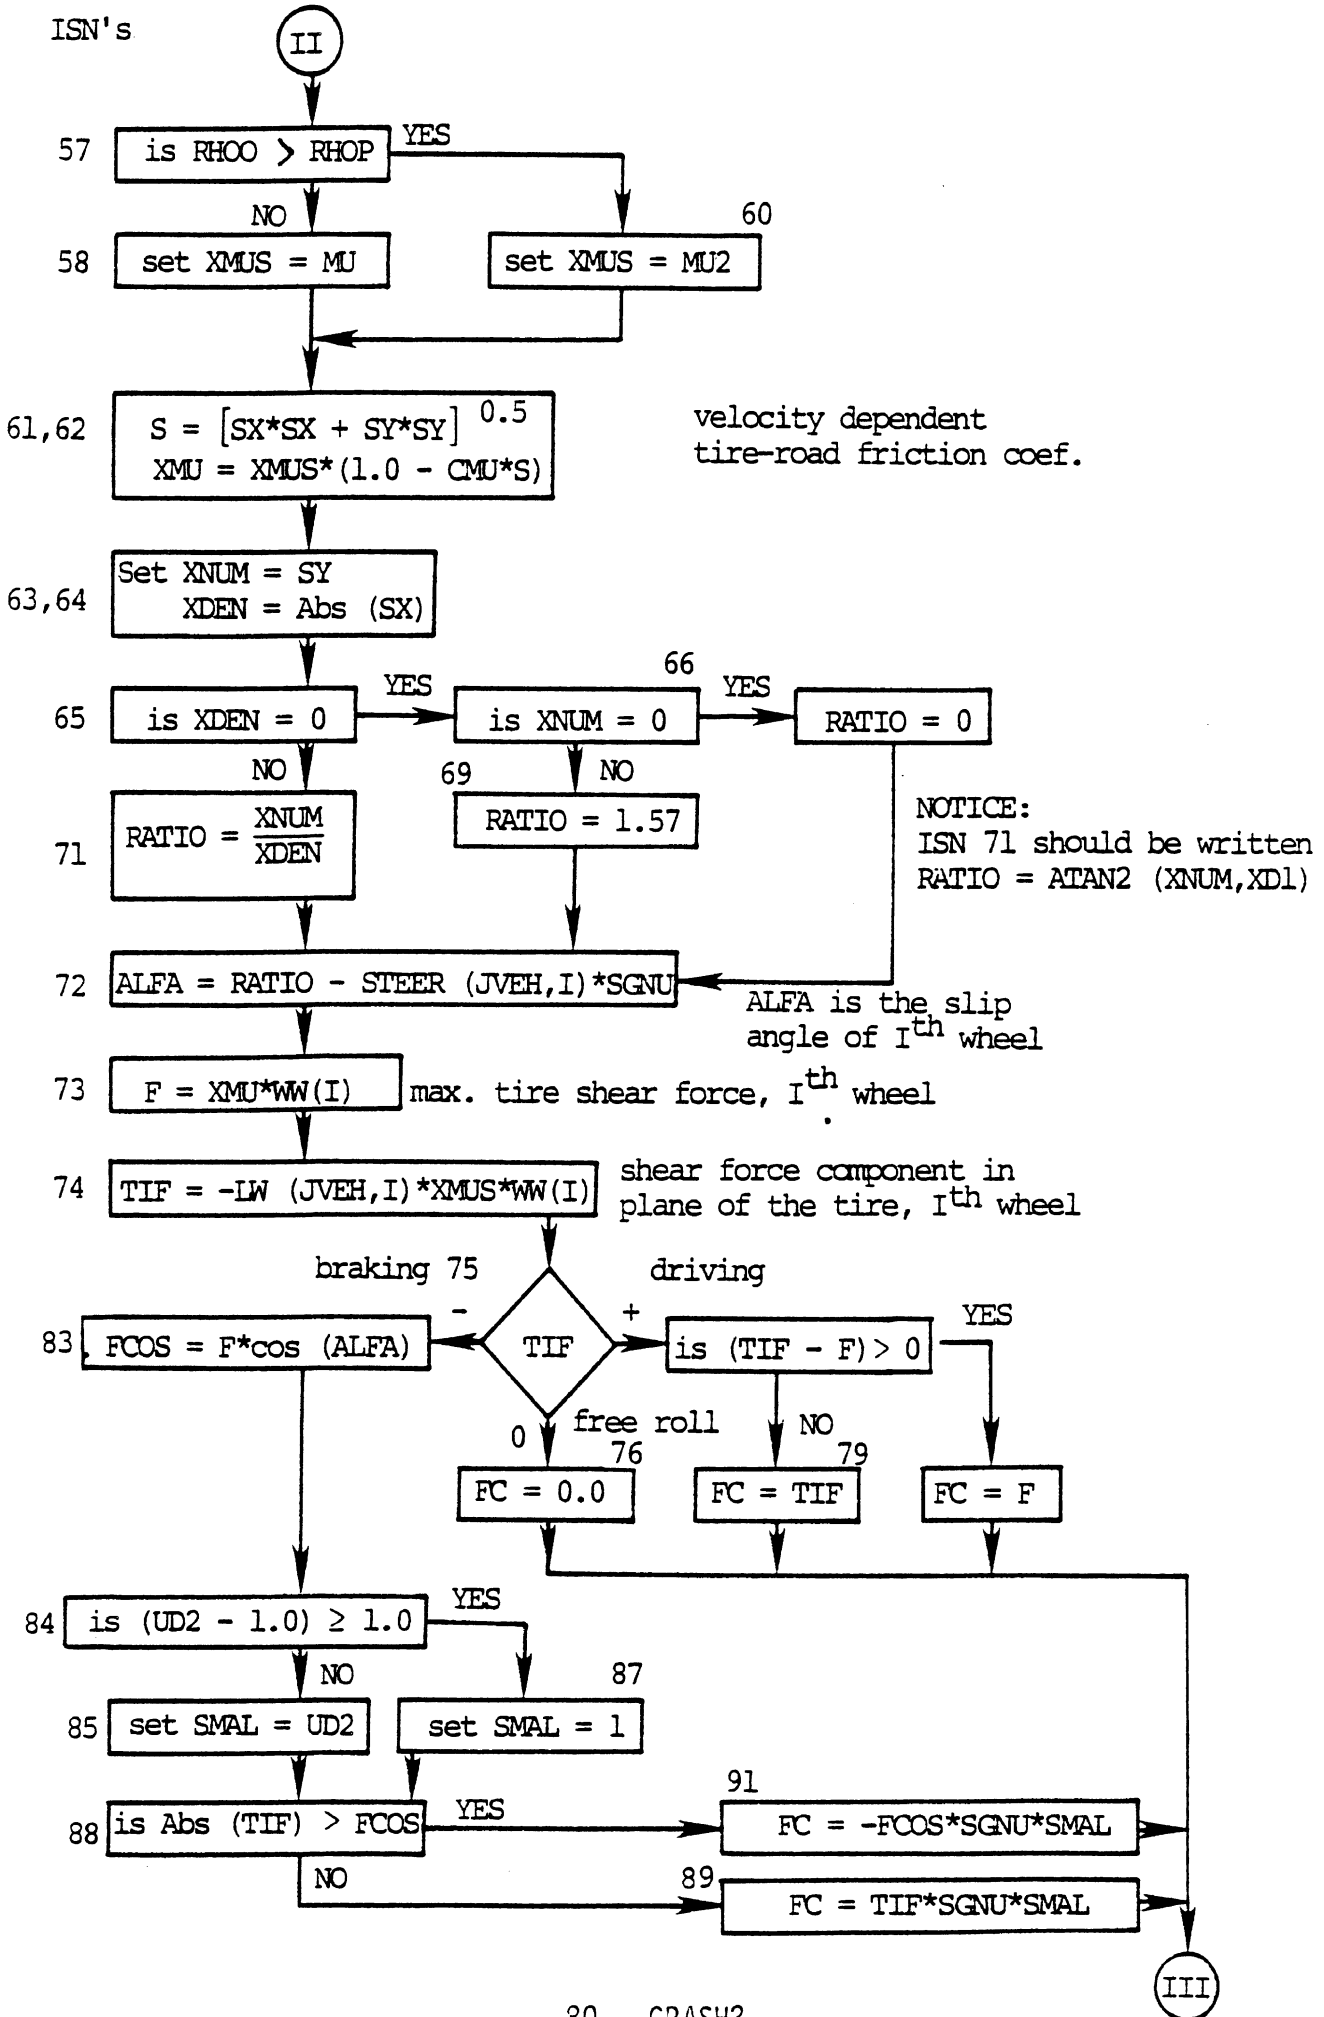 ISN's
II
57
is RHOO > RHOP
YES
NO
60
58
set XMUS = MU
set XMUS = MU2
61,62
S = [SX*SX + SY*SY] 0.5
XMU = XMUS*(1.0 - CMU*S)
velocity dependent
tire-road friction coef.
63,64
Set XNUM = SY
XDEN = Abs (SX)
65
is XDEN = 0
YES
66
is XNUM = 0
YES
RATIO = 0
NO
69
NO
71
RATIO = XNUM
XDEN
RATIO = 1.57
NOTICE:
ISN 71 should be written
RATIO = ATAN2 (XNUM,XD1)
72
ALFA = RATIO - STEER (JVEH,I)*SGNU
ALFA is the slip
angle of Ith wheel
73
F = XMU*WW(I)
max. tire shear force, Ith wheel
74
TIF = -LW (JVEH,I)*XMUS*WW(I)
shear force component in
plane of the tire, Ith wheel
braking 75
driving
-
+
83
FCOS = F*cos (ALFA)
TIF
is (TIF - F) > 0
YES
0
free roll
NO
76
79
FC = 0.0
FC = TIF
FC = F
84
is (UD2 - 1.0) ≥ 1.0
YES
NO
87
85
set SMAL = UD2
set SMAL = 1
88
is Abs (TIF) > FCOS
YES
91
FC = -FCOS*SGNU*SMAL
NO
89
FC = TIF*SGNU*SMAL
III